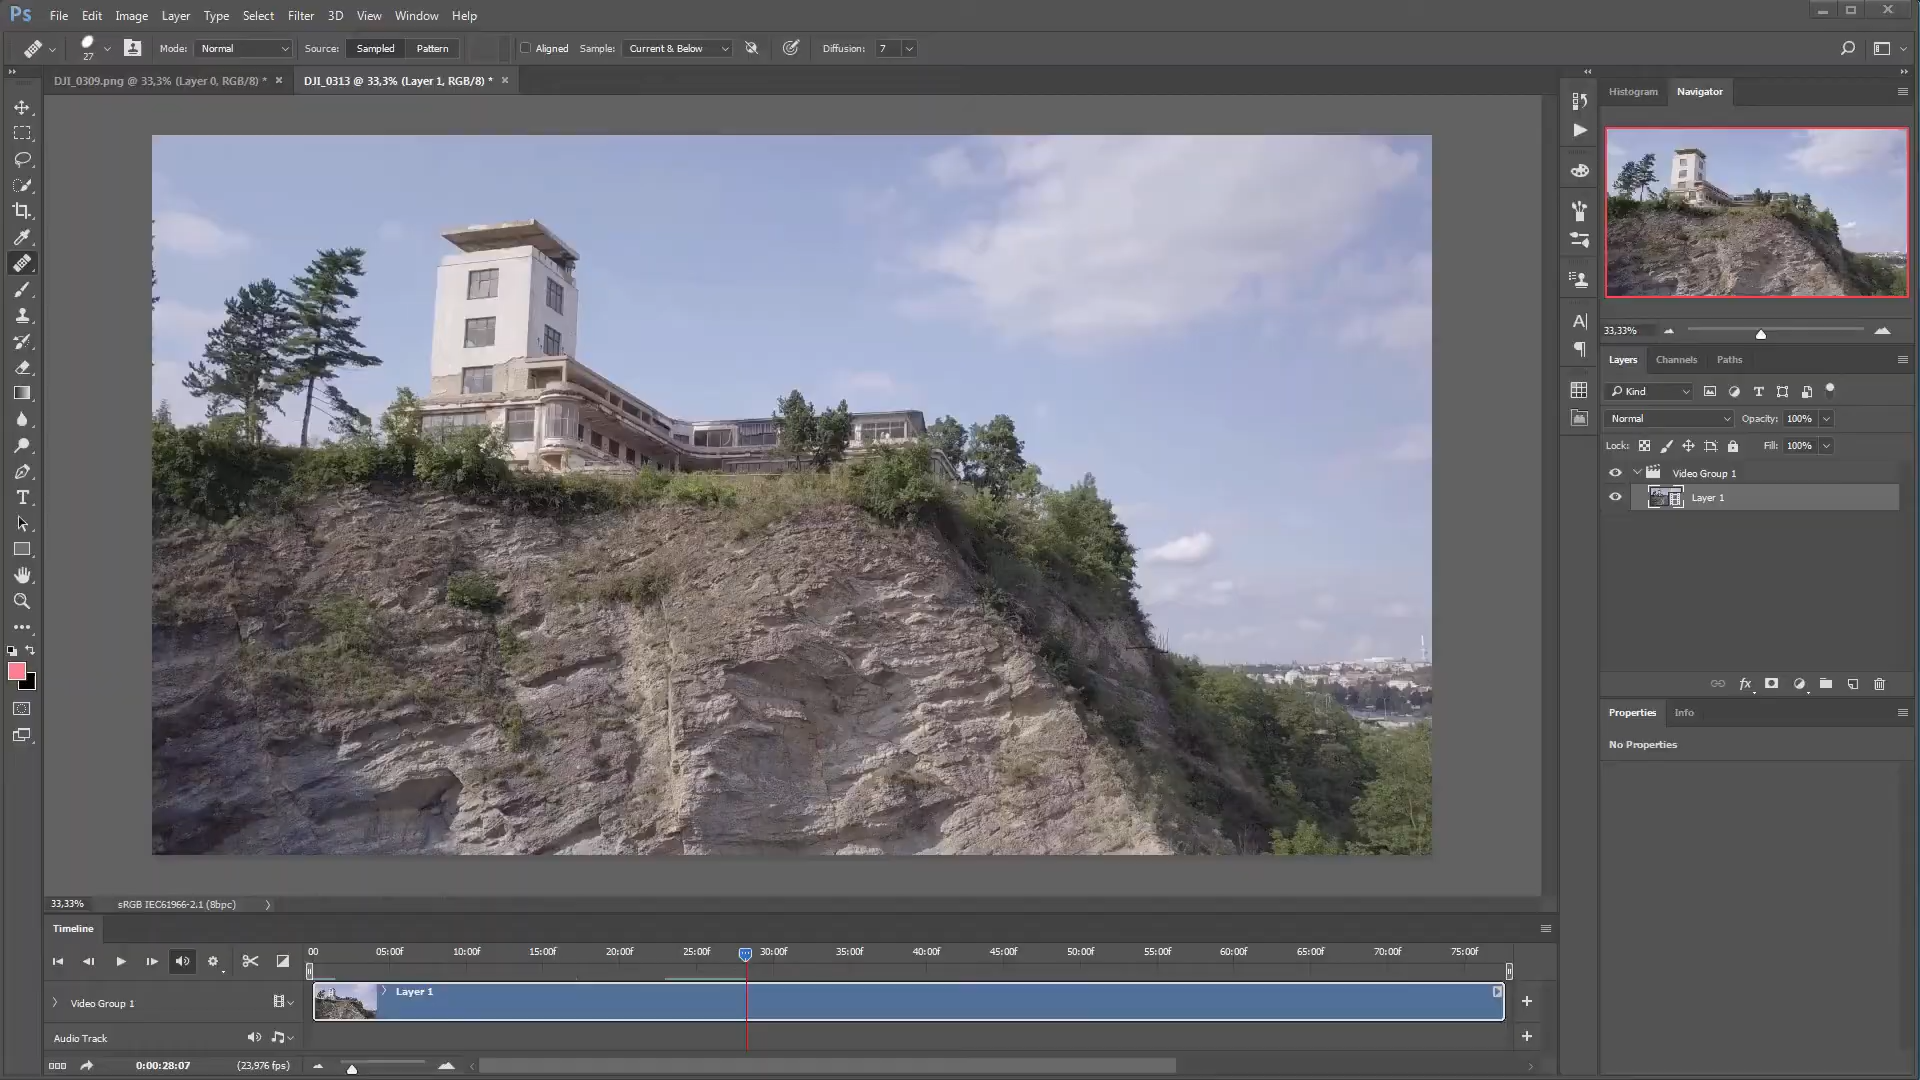 Ps File Edit Image Layer Type Select Filter 3D View Window Help
27 Mode: Normal Source: Sampled Pattern Aligned Sample: Current & Below Diffusion: 7
DJI_0309.png @ 33,3% (Layer 0, RGB/8) * DJI_0313 @ 33,3% (Layer 1, RGB/8) *
Histogram Navigator
33,33%
Layers Channels Paths
Kind
Normal Opacity: 100%
Lock: Fill: 100%
Video Group 1
Layer 1
fx
Properties Info
No Properties
33,33% sRGB IEC61966-2.1 (8bpc)
Timeline
00 05:00f 10:00f 15:00f 20:00f 25:00f 30:00f 35:00f 40:00f 45:00f 50:00f 55:00f 60:00f 65:00f 70:00f 75:00f
Layer 1
Video Group 1
Audio Track
0:00:28:07 (23,976 fps)